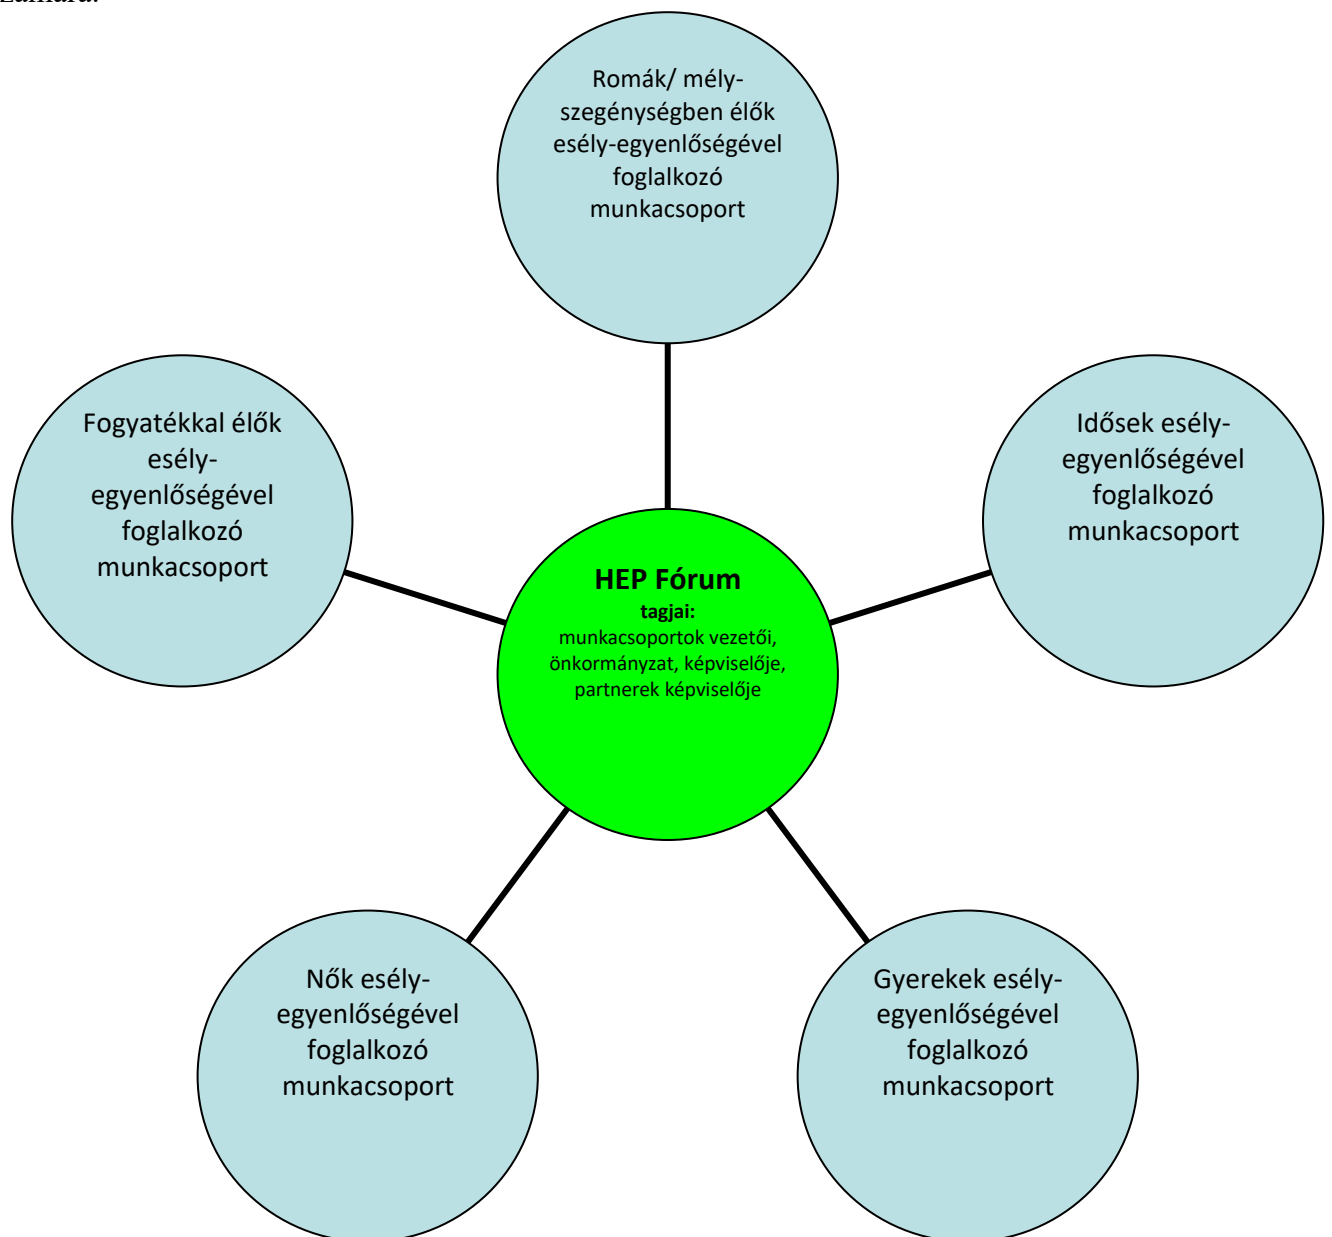 Romák/ mély-
szegénységben élők
esély-egyenlőségével
foglalkozó
munkacsoport
Fogyatékkal élők
esély-
egyenlőségével
foglalkozó
munkacsoport
Idősek esély-
egyenlőségével
foglalkozó
munkacsoport
HEP Fórum
tagjai:
munkacsoportok vezetői,
önkormányzat, képviselője,
partnerek képviselője
Nők esély-
egyenlőségével
foglalkozó
munkacsoport
Gyerekek esély-
egyenlőségével
foglalkozó
munkacsoport